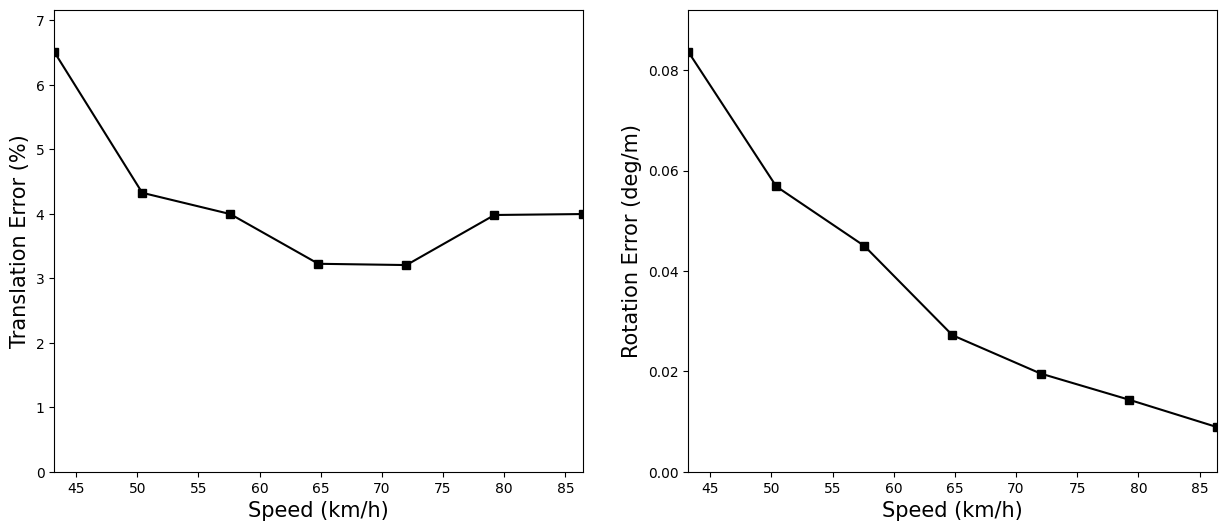 7
6
5
4
3
2
1
0
45 50 55 60 65 70 75 80 85
Translation Error (%)
Speed (km/h)
0.08
0.06
0.04
0.02
0.00
45 50 55 60 65 70 75 80 85
Rotation Error (deg/m)
Speed (km/h)